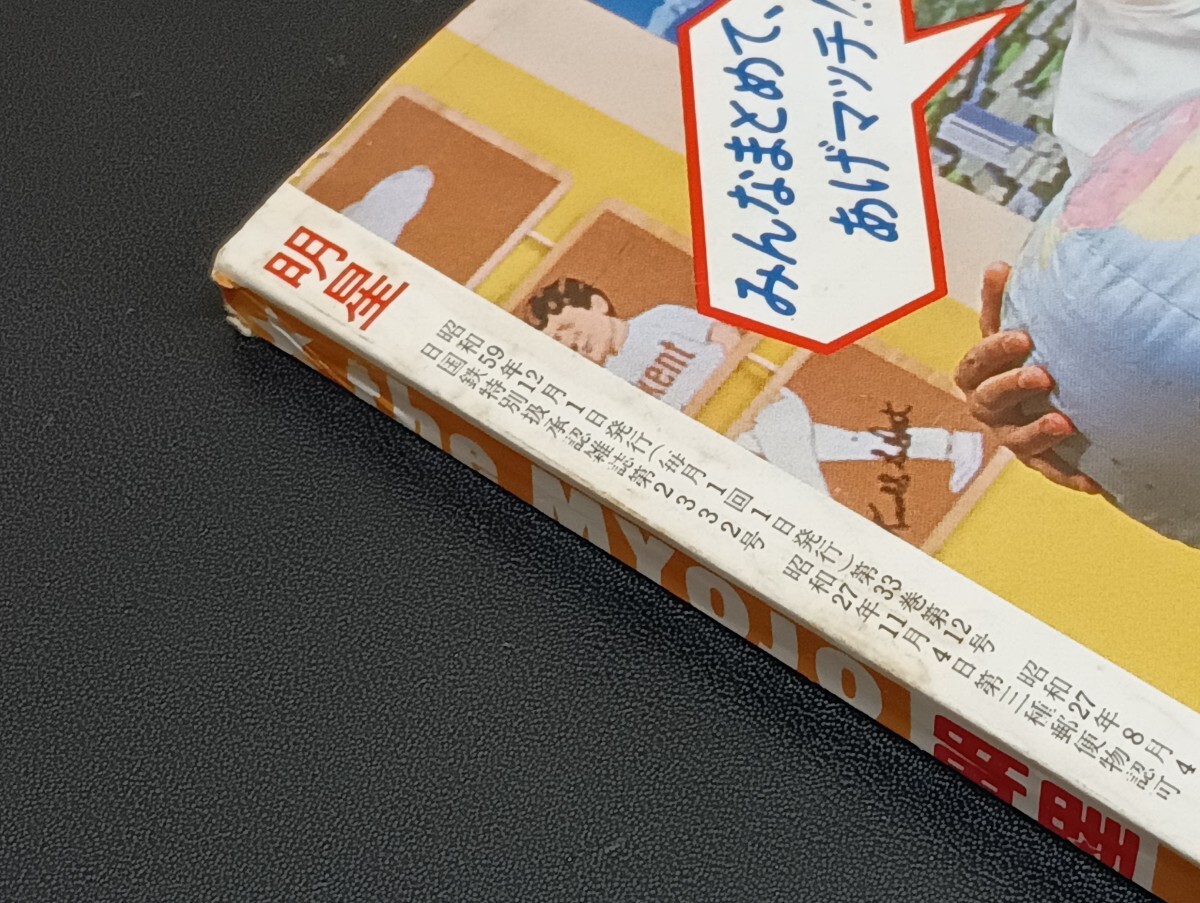 みんなまとめて、
あげマッチ!!
明星
昭和59年12月1日発行(毎月1回1日発行)第33巻第12号
昭和27年8月4
日国鉄特別扱承認雑誌第2332号
昭和27年11月4日第三種郵便物認可
kent
the MYOJO
明星